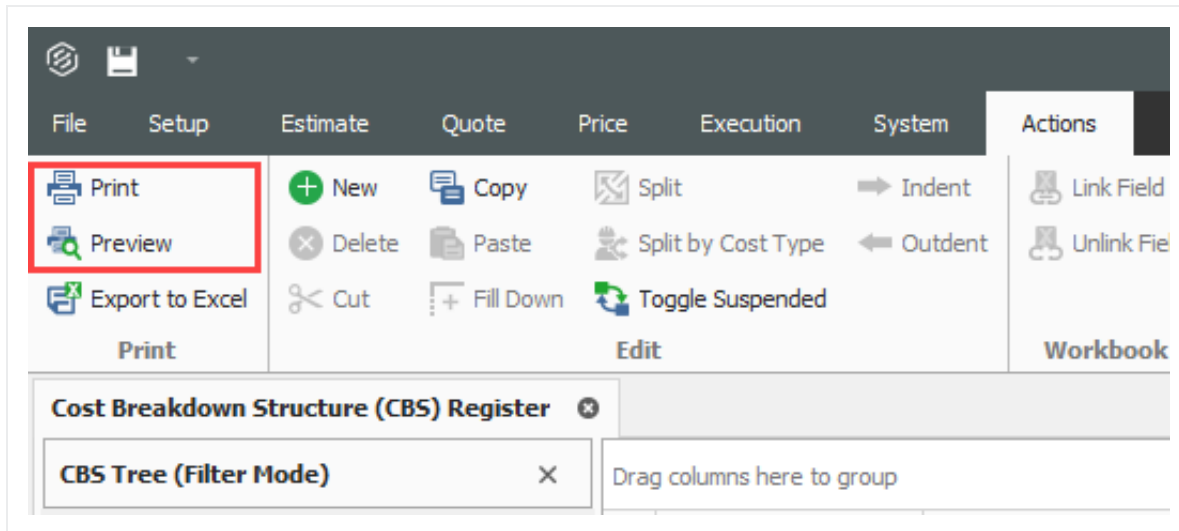 File Setup Estimate Quote Price Execution System Actions
Print New Copy Split Indent Link Field
Preview Delete Paste Split by Cost Type Outdent Unlink Fie
Export to Excel Cut Fill Down Toggle Suspended
Print Edit Workbook
Cost Breakdown Structure (CBS) Register
CBS Tree (Filter Mode) Drag columns here to group